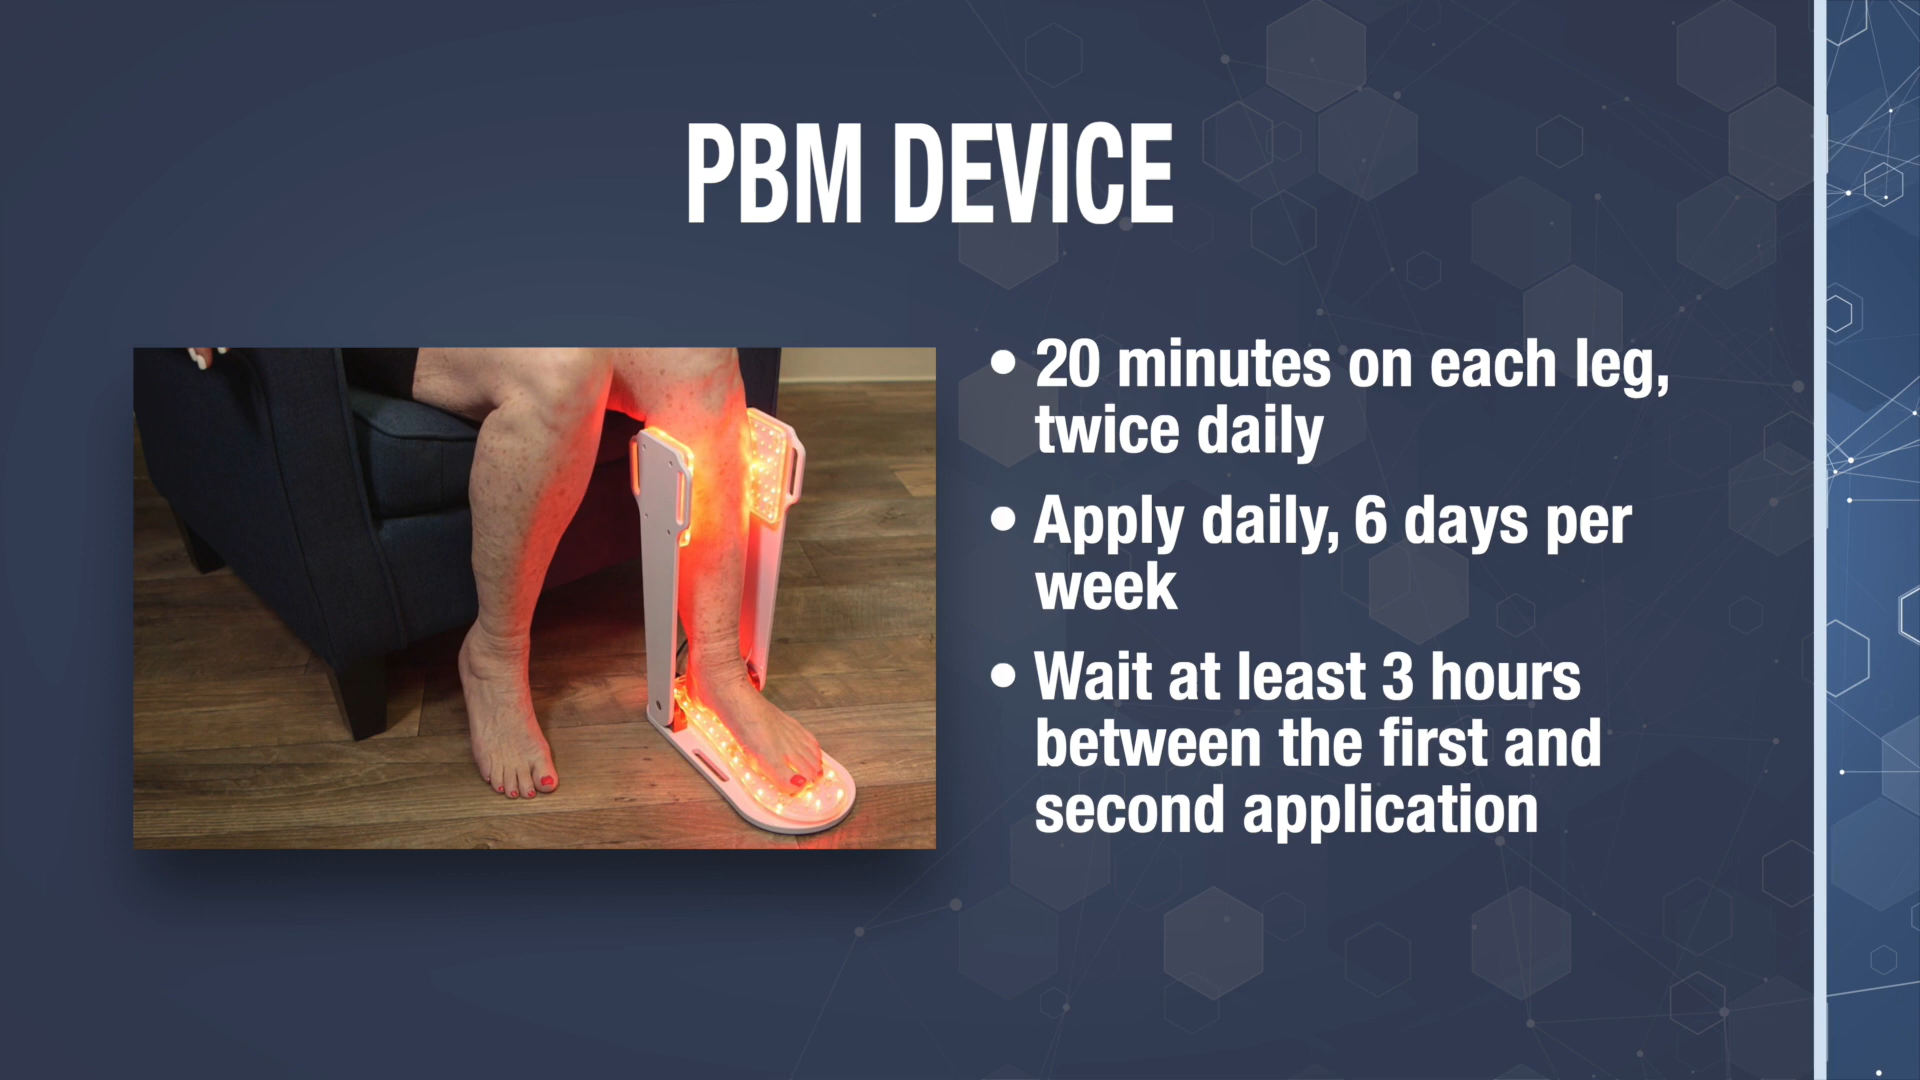 PBM DEVICE
• 20 minutes on each leg,
twice daily
• Apply daily, 6 days per
week
• Wait at least 3 hours
between the first and
second application